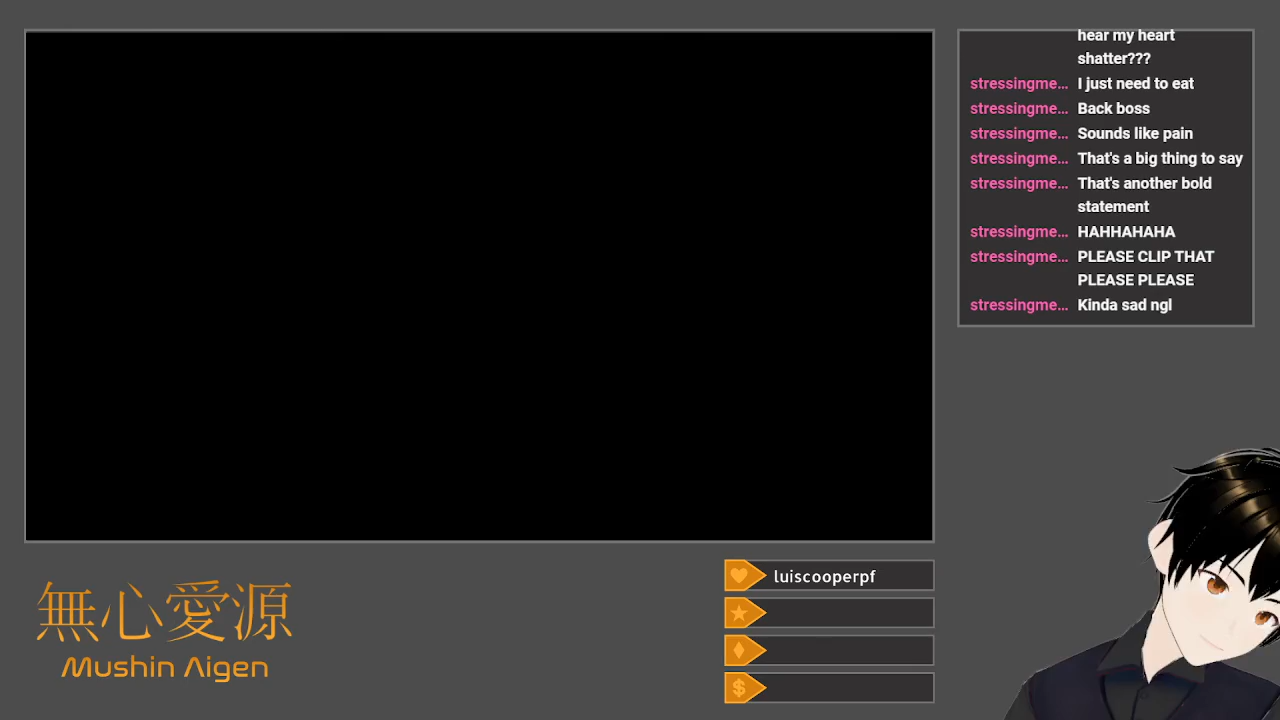 hear my heart
shatter???
stressingme... I just need to eat
stressingme... Back boss
stressingme... Sounds like pain
stressingme... That's a big thing to say
stressingme... That's another bold
statement
stressingme... HAHHAHAHA
stressingme... PLEASE CLIP THAT
PLEASE PLEASE
stressingme... Kinda sad ngl
luiscooperpf
$
無心愛源
Mushin Aigen